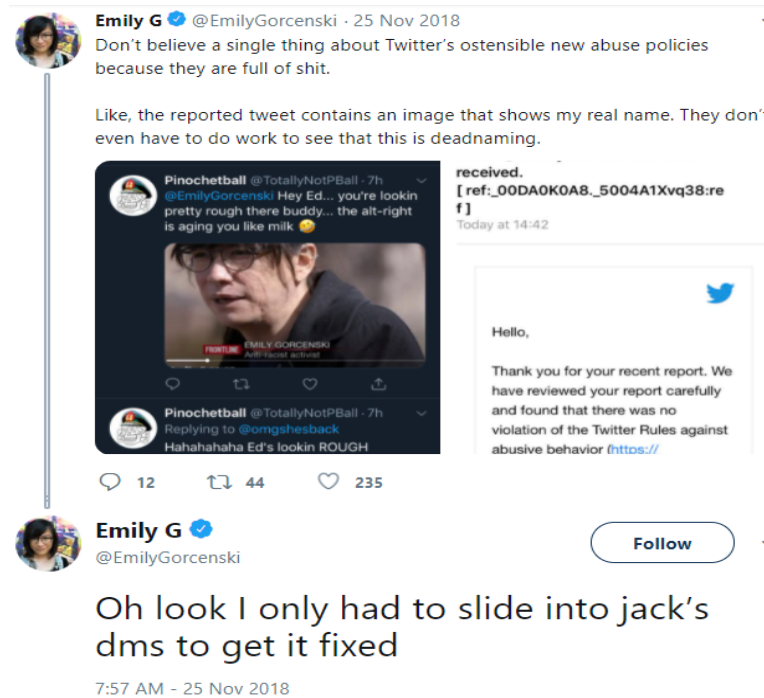 Emily G @EmilyGorcenski · 25 Nov 2018
Don't believe a single thing about Twitter's ostensible new abuse policies
because they are full of shit.
Like, the reported tweet contains an image that shows my real name. They don'
even have to do work to see that this is deadnaming.
Pinochetball @TotallyNotPBall · 7h
@EmilyGorcenski Hey Ed... you're lookin
pretty rough there buddy... the alt-right
is aging you like milk 🤣
FRONTLINE EMILY GORCENSKI
Anti-racist activist
Pinochetball @TotallyNotPBall · 7h
Replying to @omgshesback
Hahahahaha Ed's lookin ROUGH
received.
[ ref:_00DA0K0A8._5004A1Xvq38:re
f ]
Today at 14:42
Hello,
Thank you for your recent report. We
have reviewed your report carefully
and found that there was no
violation of the Twitter Rules against
abusive behavior (https://
12 44 235
Emily G
@EmilyGorcenski
Follow
Oh look I only had to slide into jack's
dms to get it fixed
7:57 AM - 25 Nov 2018